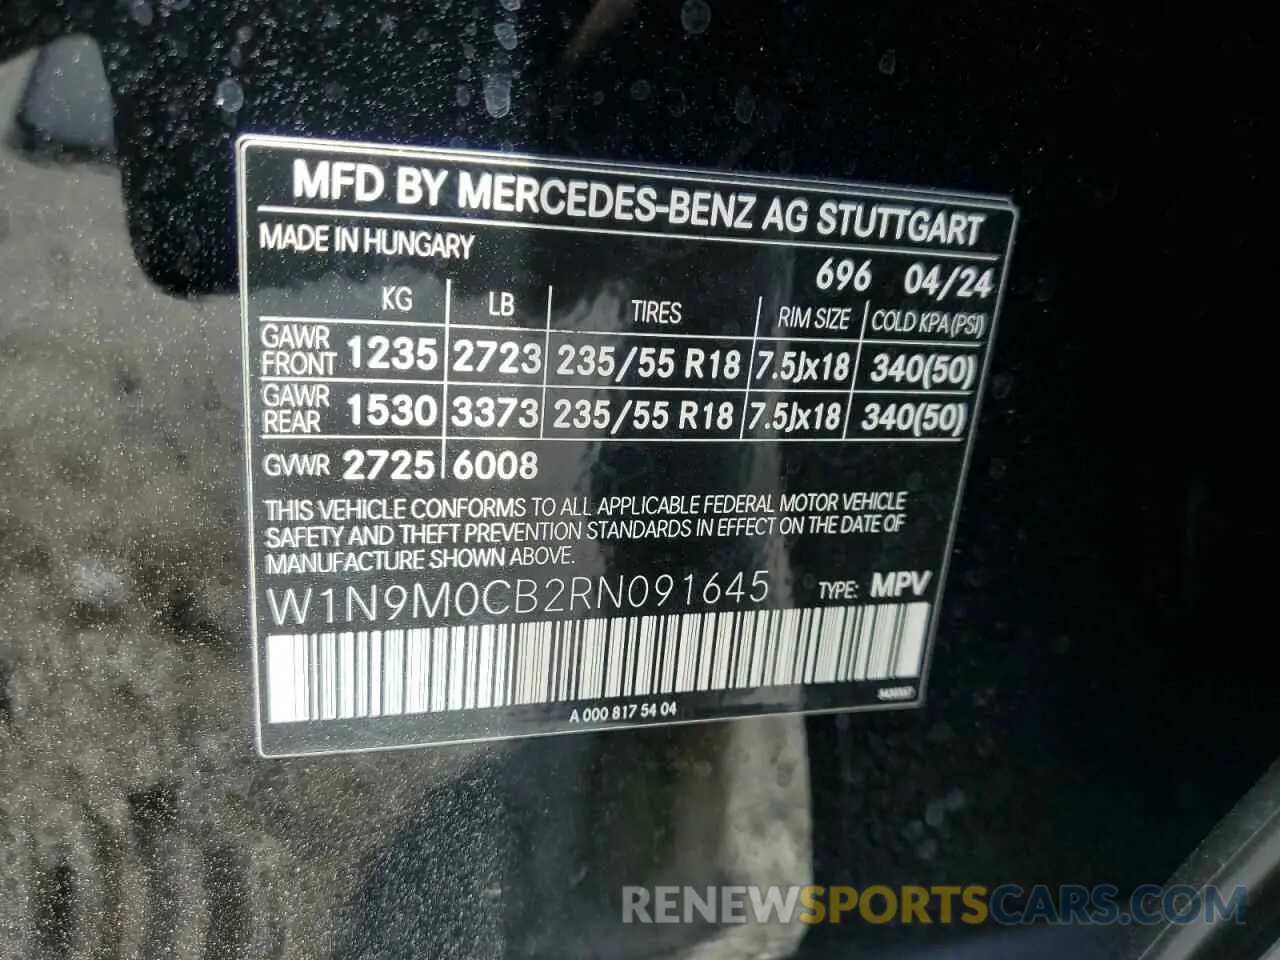 MFD BY MERCEDES-BENZ AG STUTTGART
MADE IN HUNGARY
696 04/24
KG LB TIRES RIM SIZE COLD KPA (PSI)
GAWR FRONT 1235 2723 235/55 R18 7.5Jx18 340(50)
GAWR REAR 1530 3373 235/55 R18 7.5Jx18 340(50)
GVWR 2725 6008
THIS VEHICLE CONFORMS TO ALL APPLICABLE FEDERAL MOTOR VEHICLE
SAFETY AND THEFT PREVENTION STANDARDS IN EFFECT ON THE DATE OF
MANUFACTURE SHOWN ABOVE.
W1N9M0CB2RN091645 TYPE: MPV
A 000 817 54 04
RENEWSPORTSCARS.COM